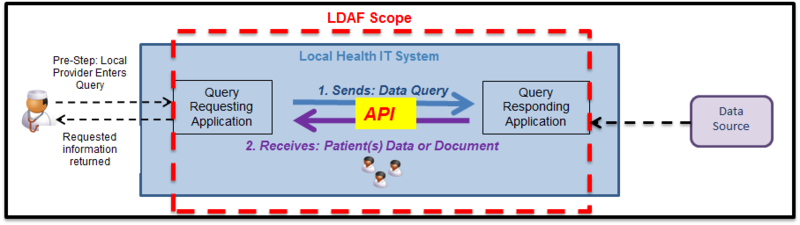 LDAF Scope
Local Health IT System
Pre-Step: Local
Provider Enters
Query
Requested
information
returned
Query
Requesting
Application
1. Sends: Data Query
API
2. Receives: Patient(s) Data or Document
Query
Responding
Application
Data
Source